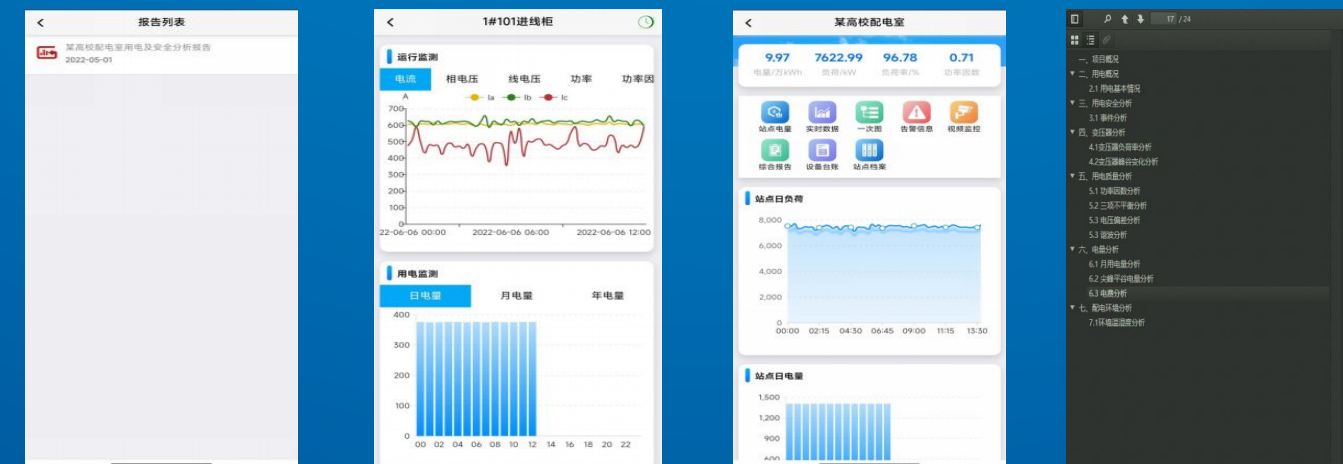 报告列表
某高校配电室用电及安全分析报告
2022-05-01
1#101进线柜
运行监测
电流 相电压 线电压 功率 功率因
A
Ia Ib Ic
700
600
500
400
300
200
100
0
22-06-06 00:00 2022-06-06 06:00 2022-06-06 12:00
用电监测
日电量 月电量 年电量
400
300
200
100
0
00 02 04 06 08 10 12 14 16 18 20 22
某高校配电室
9.97 7622.99 96.78 0.71
电量/万kWh 负荷/kW 负荷率/% 功率因数
站点电量 实时数据 一次图 告警信息 视频监控
综合报告 设备台账 站点档案
站点日负荷
8,000
6,000
4,000
2,000
0
00:00 02:15 04:30 06:45 09:00 11:15 13:30
站点日电量
1,500
1,200
900
600
17 / 24
一、项目概况
二、用电概况
2.1 用电基本情况
三、用电安全分析
3.1 事件分析
四、变压器分析
4.1变压器负荷率分析
4.2变压器峰谷变化分析
五、用电质量分析
5.1 功率因数分析
5.2 三项不平衡分析
5.3 电压偏差分析
5.3 谐波分析
六、电量分析
6.1 月用电量分析
6.2 尖峰平谷电量分析
6.3 电费分析
七、配电环境分析
7.1环境温湿度分析